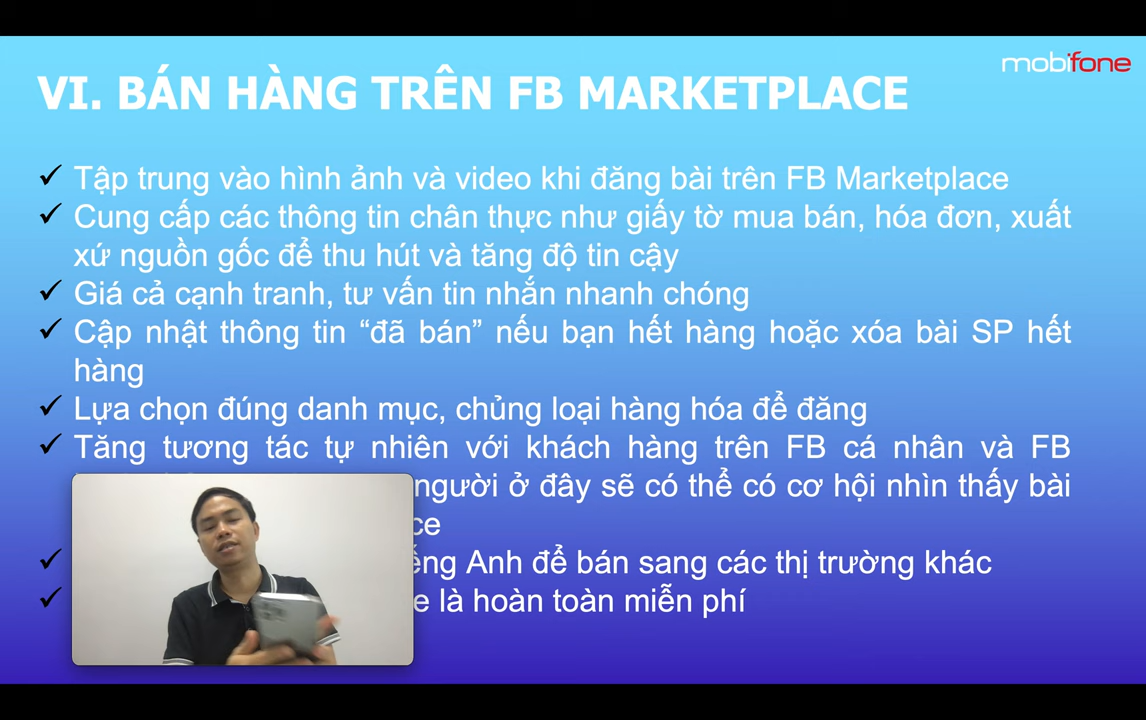 mobifone
VI. BÁN HÀNG TRÊN FB MARKETPLACE
Tập trung vào hình ảnh và video khi đăng bài trên FB Marketplace
Cung cấp các thông tin chân thực như giấy tờ mua bán, hóa đơn, xuất
xứ nguồn gốc để thu hút và tăng độ tin cậy
Giá cả cạnh tranh, tư vấn tin nhắn nhanh chóng
Cập nhật thông tin “đã bán” nếu bạn hết hàng hoặc xóa bài SP hết
hàng
Lựa chọn đúng danh mục, chủng loại hàng hóa để đăng
Tăng tương tác tự nhiên với khách hàng trên FB cá nhân và FB
người ở đây sẽ có thể có cơ hội nhìn thấy bài
Anh để bán sang các thị trường khác
là hoàn toàn miễn phí